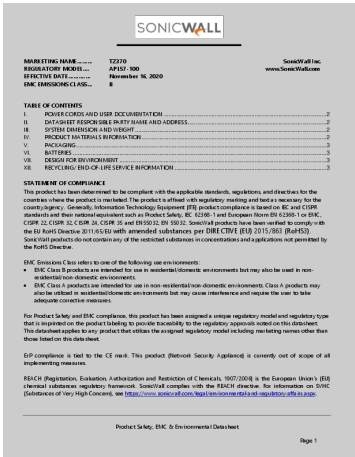 SONICWALL
MARKETING NAME......... TZ370 SonicWall Inc.
REGULATORY MODEL.... APL57-100 www.SonicWall.com
EFFECTIVE DATE............ November 16, 2020
EMC EMISSIONS CLASS... B
TABLE OF CONTENTS
I. POWER CORDS AND USER DOCUMENTATION ...2
II. DATASHEET RESPONSIBLE PARTY NAME AND ADDRESS ...2
III. SYSTEM DIMENSION AND WEIGHT ...2
IV. PRODUCT MATERIALS INFORMATION ...2
V. PACKAGING ...3
VI. BATTERIES ...3
VII. DESIGN FOR ENVIRONMENT ...3
XII. RECYCLING/END-OF-LIFE SERVICE INFORMATION ...3
STATEMENT OF COMPLIANCE
This product has been determined to be compliant with the applicable standards, regulations, and directives for the
countries where the product is marketed. The product is affixed with regulatory marking and text as necessary for the
country/agency. Generally, Information Technology Equipment (ITE) product compliance is based on IEC and CISPR
standards and their national equivalent such as Product Safety, IEC 62368-1 and European Norm EN 62368-1 or EMC,
CISPR 22, CISPR 32, CISPR 24, CISPR 35 and EN 55032, EN 55032. SonicWall products have been verified to comply with
the EU RoHS Directive 2011/65/EU with amended substances per DIRECTIVE (EU) 2015/863 (RoHS3).
SonicWall products do not contain any of the restricted substances in concentrations and applications not permitted by
the RoHS Directive.
EMC Emissions Class refers to one of the following use environments:
• EMC Class B products are intended for use in residential/domestic environments but may also be used in non-
residential/non-domestic environments.
• EMC Class A products are intended for use in non-residential/non-domestic environments. Class A products may
also be utilized in residential/domestic environments but may cause interference and require the user to take
adequate corrective measures.
For Product Safety and EMC compliance, this product has been assigned a unique regulatory model and regulatory type
that is imprinted on the product labeling to provide traceability to the regulatory approvals noted on this datasheet.
This datasheet applies to any product that utilizes the assigned regulatory model including marketing names other than
those listed on this datasheet.
ErP compliance is tied to the CE mark. This product (Network Security Appliance) is currently out of scope of all
implementing measures.
REACH (Registration, Evaluation, Authorization and Restriction of Chemicals, 1907/2006) is the European Union's (EU)
chemical substances regulatory framework. SonicWall complies with the REACH directive. For information on SVHC
(Substances of Very High Concern), see https://www.sonicwall.com/legal/environmental-and-regulatory-affairs.aspx.
Product Safety, EMC & Environmental Datasheet
Page 1